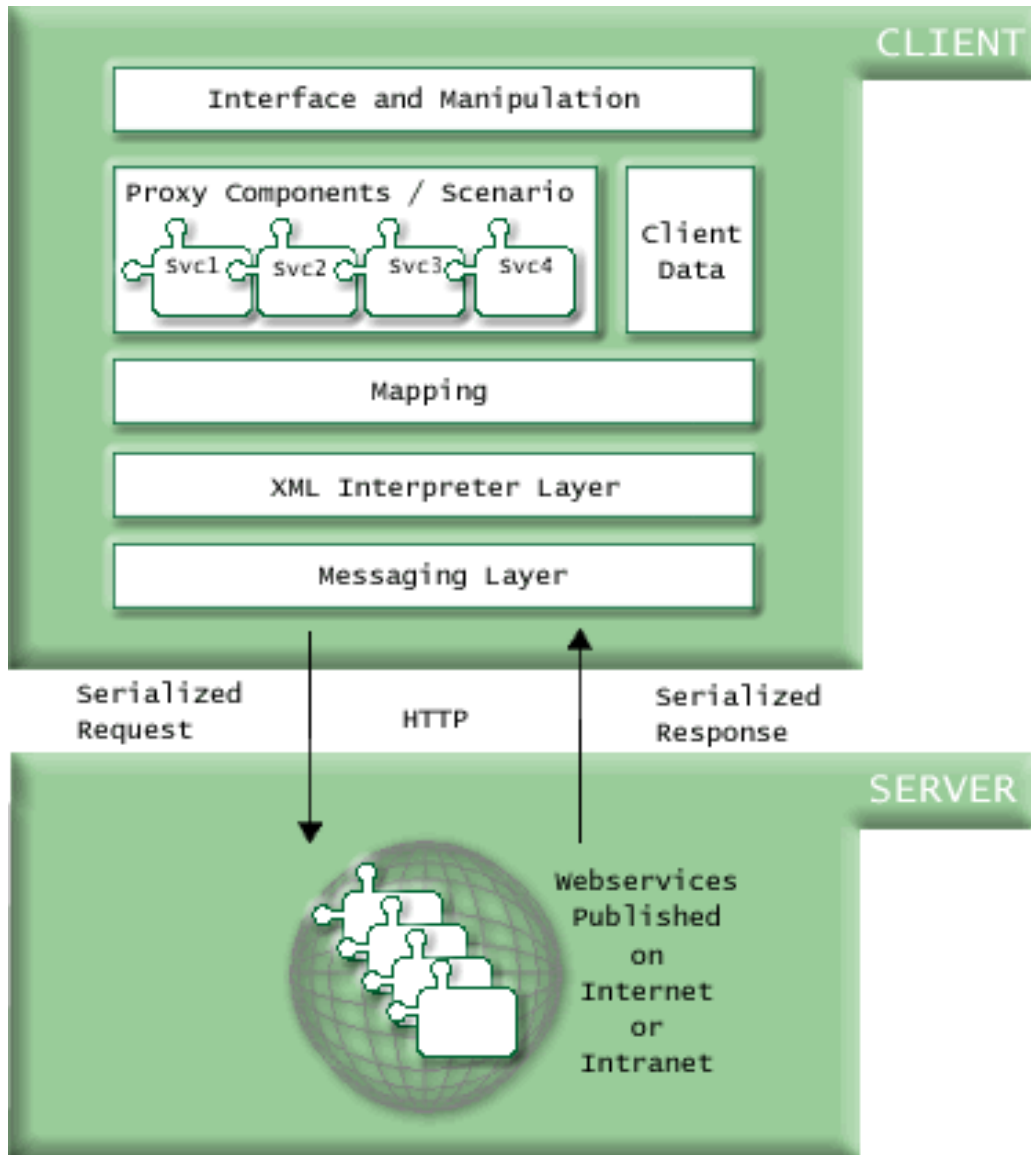 CLIENT
Interface and Manipulation
Proxy Components / Scenario
Svc1
Svc2
Svc3
Svc4
Client
Data
Mapping
XML Interpreter Layer
Messaging Layer
Serialized
Request
HTTP
Serialized
Response
SERVER
Webservices
Published
on
Internet
or
Intranet